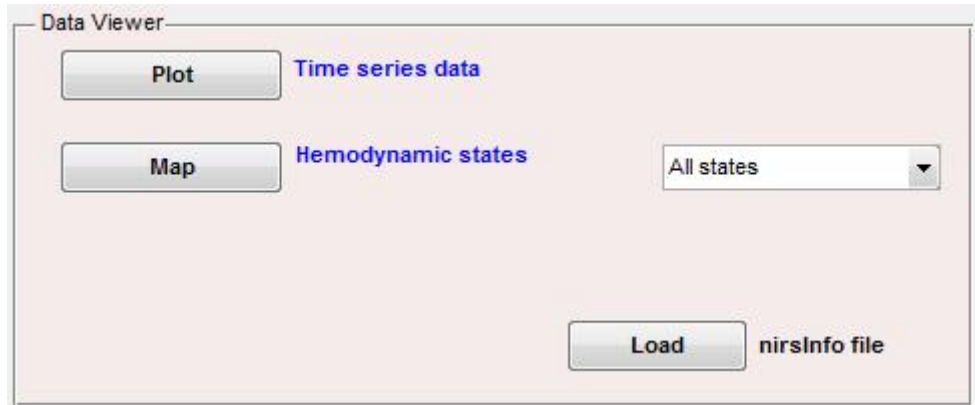 Data Viewer
Plot Time series data
Map Hemodynamic states All states
Load nirsInfo file